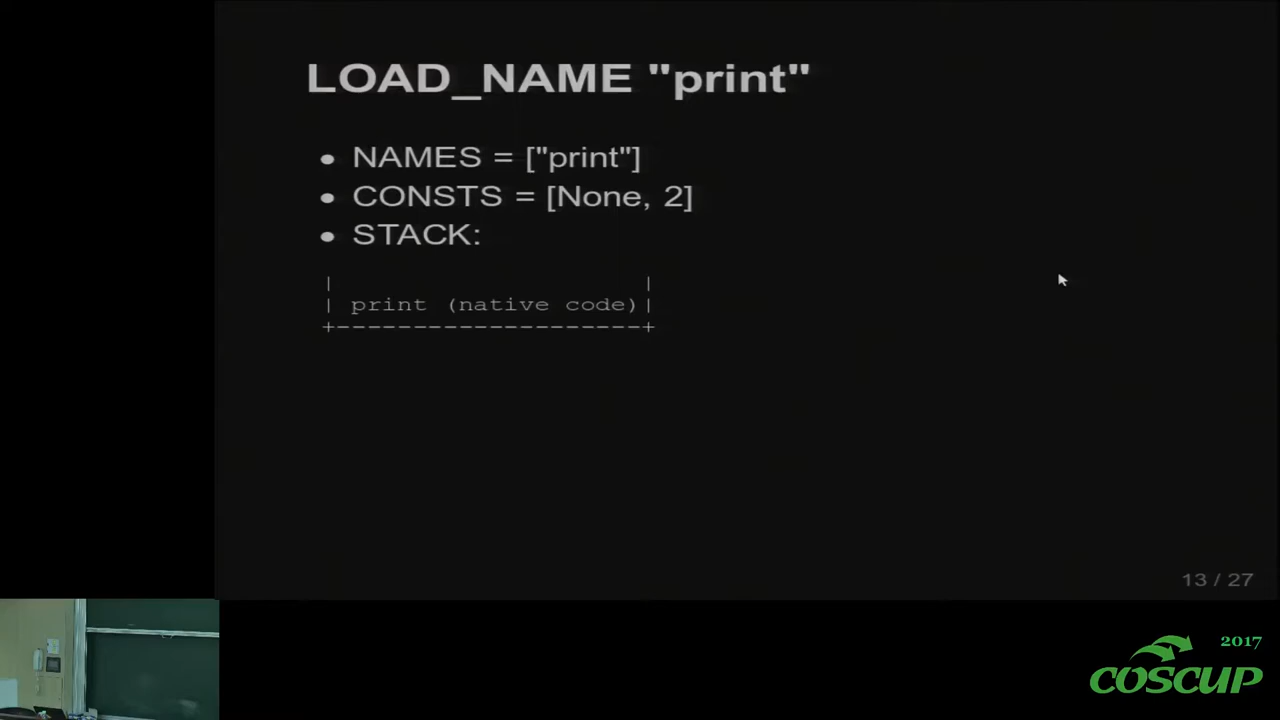 LOAD_NAME "print"
• NAMES = ["print"]
• CONSTS = [None, 2]
• STACK:
|                         |
| print (native code)|
+--------------------+
13 / 27
2017
COSCUP